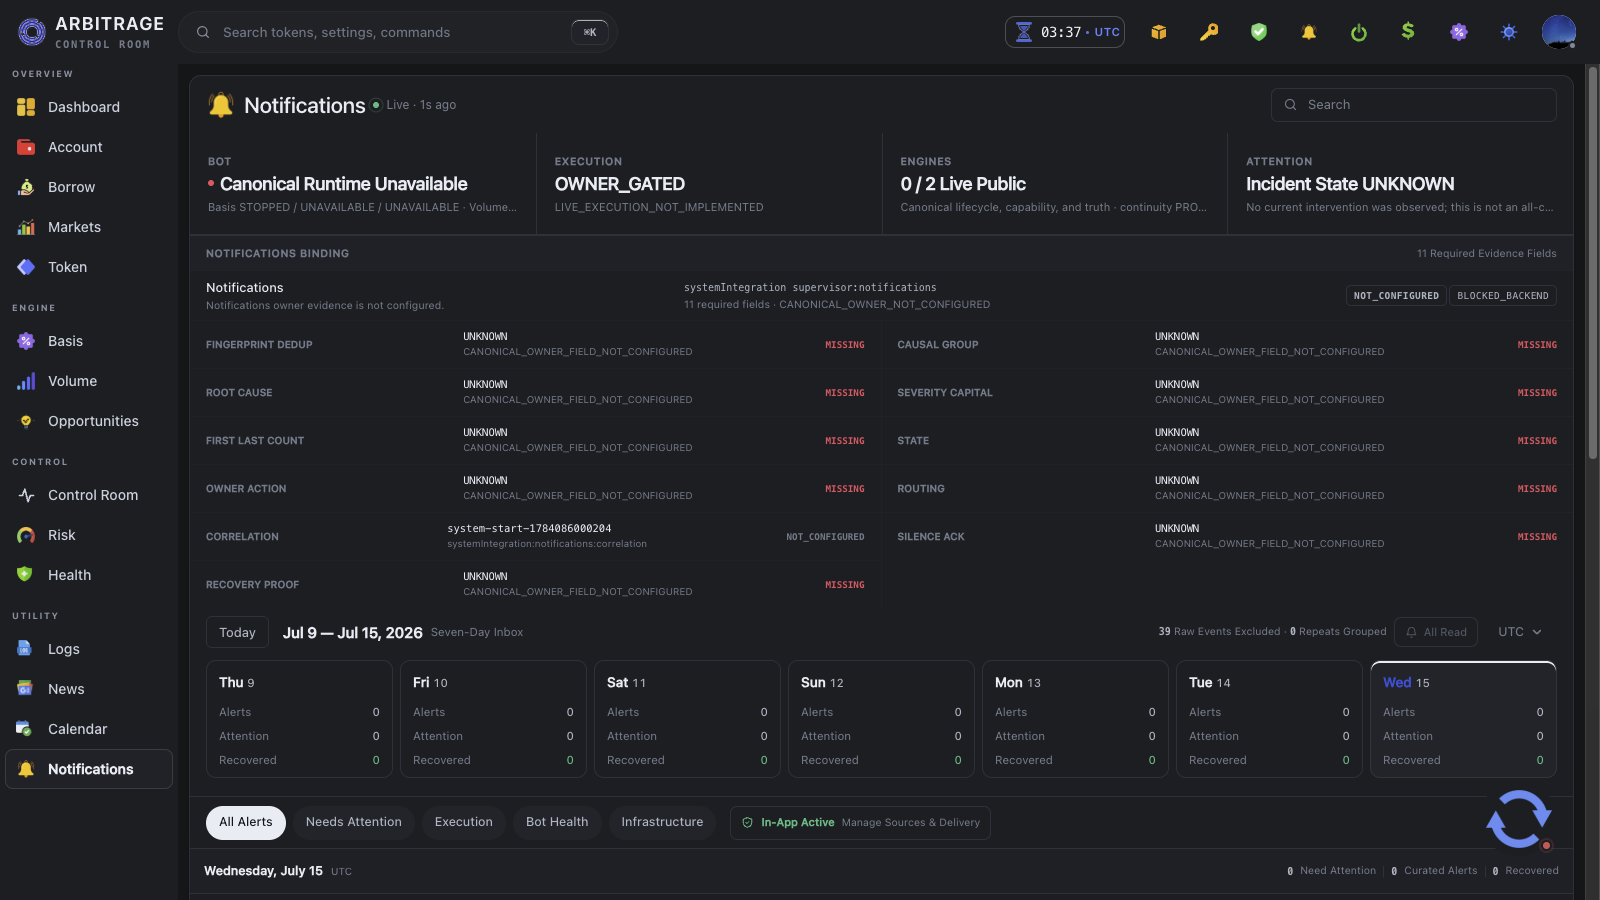 ARBITRAGE
CONTROL ROOM
Search tokens, settings, commands
⌘K
03:37 • UTC
OVERVIEW
Dashboard
Account
Borrow
Markets
Token
ENGINE
Basis
Volume
Opportunities
CONTROL
Control Room
Risk
Health
UTILITY
Logs
News
Calendar
Notifications
Notifications
Live · 1s ago
Search
BOT
Canonical Runtime Unavailable
Basis STOPPED / UNAVAILABLE / UNAVAILABLE · Volume...
EXECUTION
OWNER_GATED
LIVE_EXECUTION_NOT_IMPLEMENTED
ENGINES
0 / 2 Live Public
Canonical lifecycle, capability, and truth · continuity PRO...
ATTENTION
Incident State UNKNOWN
No current intervention was observed; this is not an all-c...
NOTIFICATIONS BINDING
11 Required Evidence Fields
Notifications
Notifications owner evidence is not configured.
systemIntegration supervisor:notifications
11 required fields · CANONICAL_OWNER_NOT_CONFIGURED
NOT_CONFIGURED
BLOCKED_BACKEND
FINGERPRINT DEDUP
UNKNOWN
CANONICAL_OWNER_FIELD_NOT_CONFIGURED
MISSING
CAUSAL GROUP
UNKNOWN
CANONICAL_OWNER_FIELD_NOT_CONFIGURED
MISSING
ROOT CAUSE
UNKNOWN
CANONICAL_OWNER_FIELD_NOT_CONFIGURED
MISSING
SEVERITY CAPITAL
UNKNOWN
CANONICAL_OWNER_FIELD_NOT_CONFIGURED
MISSING
FIRST LAST COUNT
UNKNOWN
CANONICAL_OWNER_FIELD_NOT_CONFIGURED
MISSING
STATE
UNKNOWN
CANONICAL_OWNER_FIELD_NOT_CONFIGURED
MISSING
OWNER ACTION
UNKNOWN
CANONICAL_OWNER_FIELD_NOT_CONFIGURED
MISSING
ROUTING
UNKNOWN
CANONICAL_OWNER_FIELD_NOT_CONFIGURED
MISSING
CORRELATION
system-start-1784086000204
systemIntegration:notifications:correlation
NOT_CONFIGURED
SILENCE ACK
UNKNOWN
CANONICAL_OWNER_FIELD_NOT_CONFIGURED
MISSING
RECOVERY PROOF
UNKNOWN
CANONICAL_OWNER_FIELD_NOT_CONFIGURED
MISSING
Today
Jul 9 — Jul 15, 2026
Seven-Day Inbox
39 Raw Events Excluded · 0 Repeats Grouped
All Read
UTC
Thu 9
Alerts 0
Attention 0
Recovered 0
Fri 10
Alerts 0
Attention 0
Recovered 0
Sat 11
Alerts 0
Attention 0
Recovered 0
Sun 12
Alerts 0
Attention 0
Recovered 0
Mon 13
Alerts 0
Attention 0
Recovered 0
Tue 14
Alerts 0
Attention 0
Recovered 0
Wed 15
Alerts 0
Attention 0
Recovered 0
All Alerts
Needs Attention
Execution
Bot Health
Infrastructure
In-App Active Manage Sources & Delivery
Wednesday, July 15 UTC
0 Need Attention
0 Curated Alerts
0 Recovered